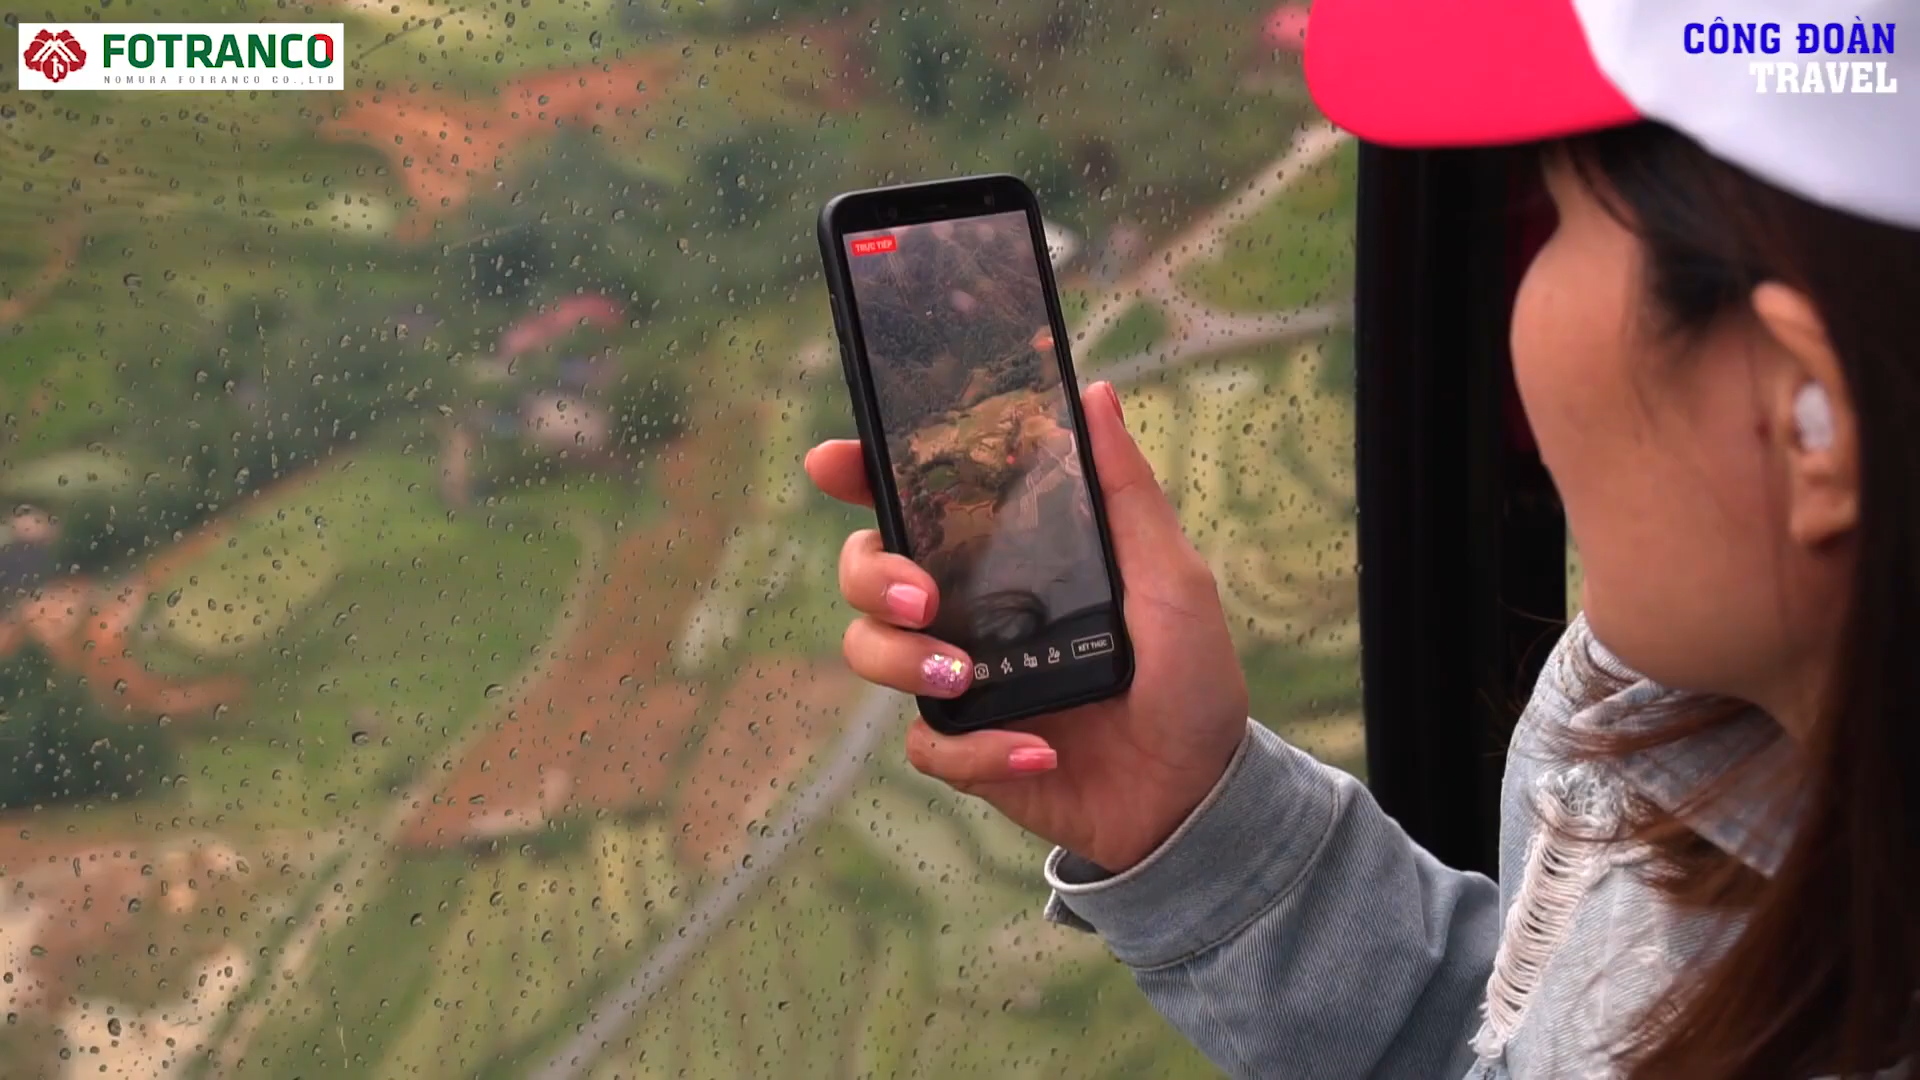 FOTRANCO
NOMURA FOTRANCO CO.,LTD
CÔNG ĐOÀN
TRAVEL
TRỰC TIẾP
KẾT THÚC